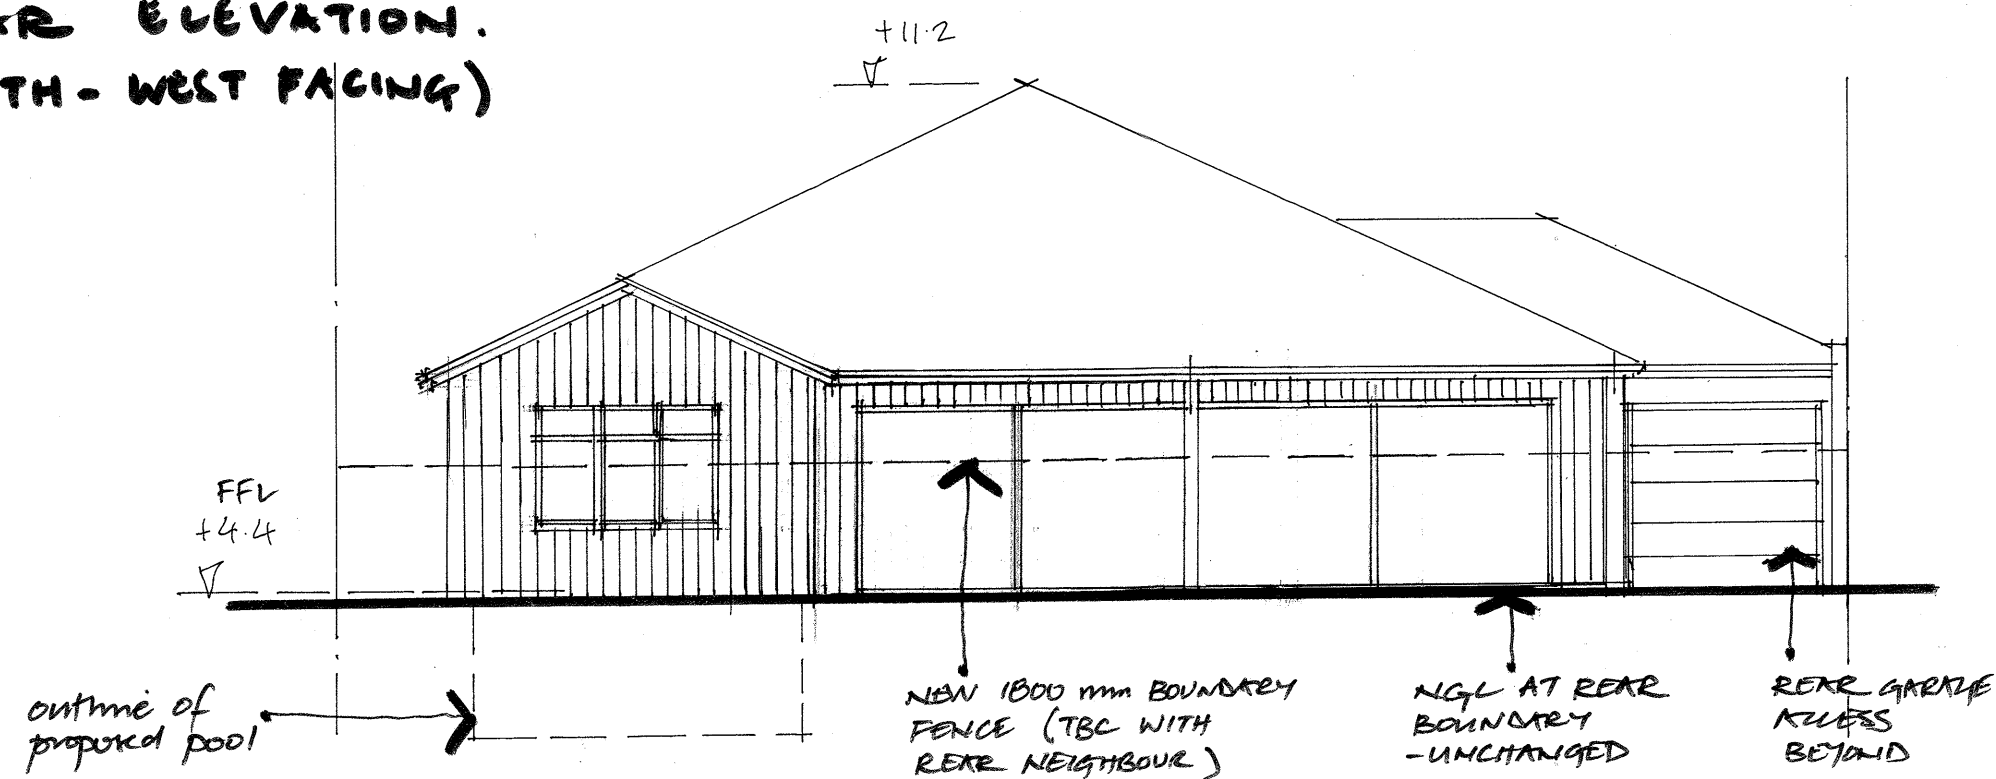 AR ELEVATION.
TH - WEST FACING)
+11.2
FFL
+4.4
outline of
proposed pool
NEW 1800 mm BOUNDARY
FENCE (TBC WITH
REAR NEIGHBOUR)
NGL AT REAR
BOUNDARY
-UNCHANGED
REAR GARAGE
ACCESS
BEYOND